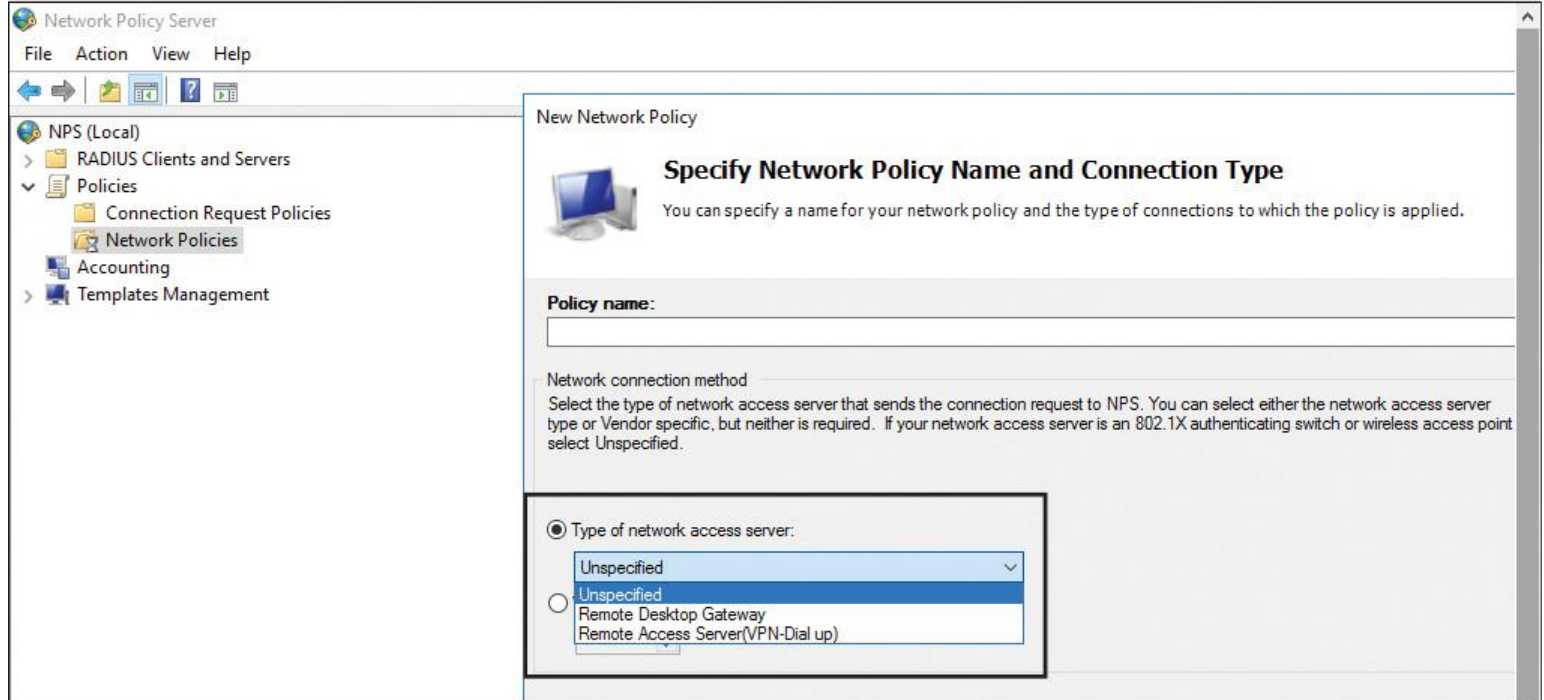 Network Policy Server
File Action View Help
NPS (Local)
RADIUS Clients and Servers
Policies
Connection Request Policies
Network Policies
Accounting
Templates Management
New Network Policy
Specify Network Policy Name and Connection Type
You can specify a name for your network policy and the type of connections to which the policy is applied.
Policy name:
Network connection method
Select the type of network access server that sends the connection request to NPS. You can select either the network access server
type or Vendor specific, but neither is required. If your network access server is an 802.1X authenticating switch or wireless access point
select Unspecified.
Type of network access server:
Unspecified
Unspecified
Remote Desktop Gateway
Remote Access Server(VPN-Dial up)